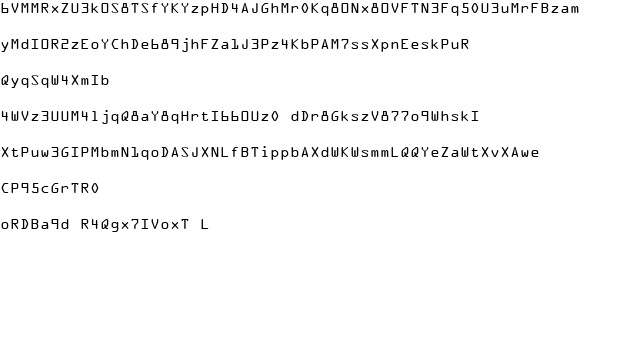 6VMMRxZU3kOS8TSfYKYzpHD4AJGhMr0Kq8ONx8OVFTN3Fq50U3uMrFBzam
yMdIOR2zEoYChDe689jhFZa1J3Pz4KbPAM7ssXpnEeskPuR
QyqSqW4XmIb
4WVz3UUM4ljqQ8aY8qHrtI66OUz0 dDr8GkszV877o9WhskI
XtPuw3GIPMbmN1qoDASJXNLfBTippbAXdWKWsmmLQQYeZaWtXvXAwe
CP95cGrTR0
oRDBa9d R4Qgx7IVoxT L